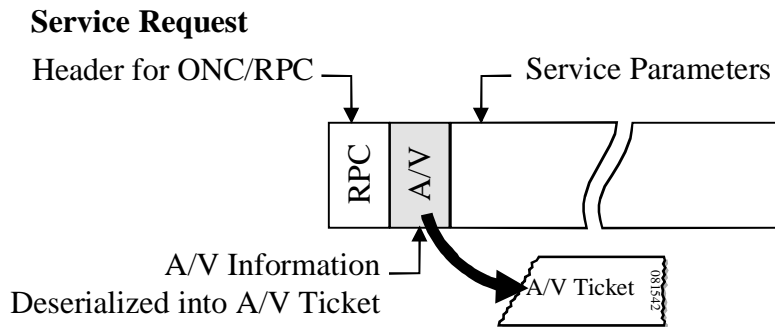 Service Request
Header for ONC/RPC
Service Parameters
RPC
A/V
A/V Information
Deserialized into A/V Ticket
A/V Ticket
081542